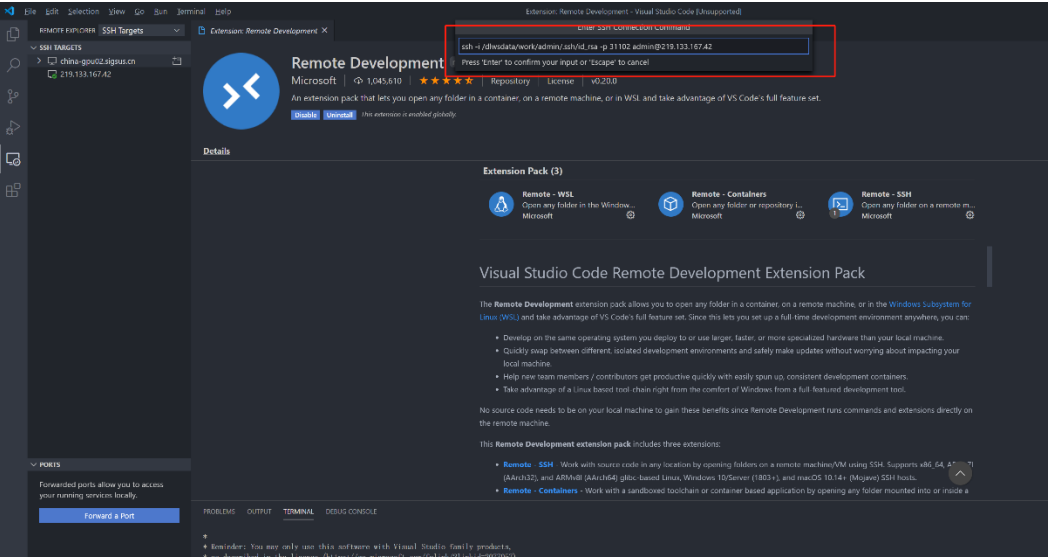 File Edit Selection View Go Run Terminal Help
Extension: Remote Development - Visual Studio Code [Unsupported]
REMOTE EXPLORER SSH Targets
Extension: Remote Development ×
Enter SSH Connection Command
SSH TARGETS
ssh -i /dlwsdata/work/admin/.ssh/id_rsa -p 31102 admin@219.133.167.42
china-gpu02.sigsus.cn
Press 'Enter' to confirm your input or 'Escape' to cancel
219.133.167.42
Remote Development
Microsoft 1,045,610 Repository License v0.20.0
An extension pack that lets you open any folder in a container, on a remote machine, or in WSL and take advantage of VS Code's full feature set.
Disable Uninstall This extension is enabled globally.
Details
Extension Pack (3)
Remote - WSL
Open any folder in the Window...
Microsoft
Remote - Containers
Open any folder or repository i...
Microsoft
Remote - SSH
Open any folder on a remote m...
1 Microsoft
Visual Studio Code Remote Development Extension Pack
The Remote Development extension pack allows you to open any folder in a container, on a remote machine, or in the Windows Subsystem for
Linux (WSL) and take advantage of VS Code's full feature set. Since this lets you set up a full-time development environment anywhere, you can:
• Develop on the same operating system you deploy to or use larger, faster, or more specialized hardware than your local machine.
• Quickly swap between different, isolated development environments and safely make updates without worrying about impacting your
local machine.
• Help new team members / contributors get productive quickly with easily spun up, consistent development containers.
• Take advantage of a Linux based tool-chain right from the comfort of Windows from a full-featured development tool.
No source code needs to be on your local machine to gain these benefits since Remote Development runs commands and extensions directly on
the remote machine.
This Remote Development extension pack includes three extensions:
• Remote - SSH - Work with source code in any location by opening folders on a remote machine/VM using SSH. Supports x86_64,
(AArch32), and ARMv8l (AArch64) glibc-based Linux, Windows 10/Server (1803+), and macOS 10.14+ (Mojave) SSH hosts.
• Remote - Containers - Work with a sandboxed toolchain or container based application by opening any folder mounted into or inside a
PORTS
Forwarded ports allow you to access
your running services locally.
Forward a Port
PROBLEMS OUTPUT TERMINAL DEBUG CONSOLE
*
* Reminder: You may only use this software with Visual Studio family products,
* as described in the license